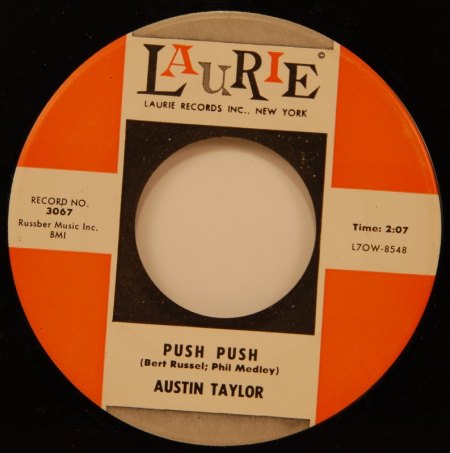 LAURIE
LAURIE RECORDS INC., NEW YORK
RECORD NO.
3067
Russber Music Inc.
BMI
Time: 2:07
L7OW-8548
PUSH PUSH
(Bert Russel; Phil Medley)
AUSTIN TAYLOR